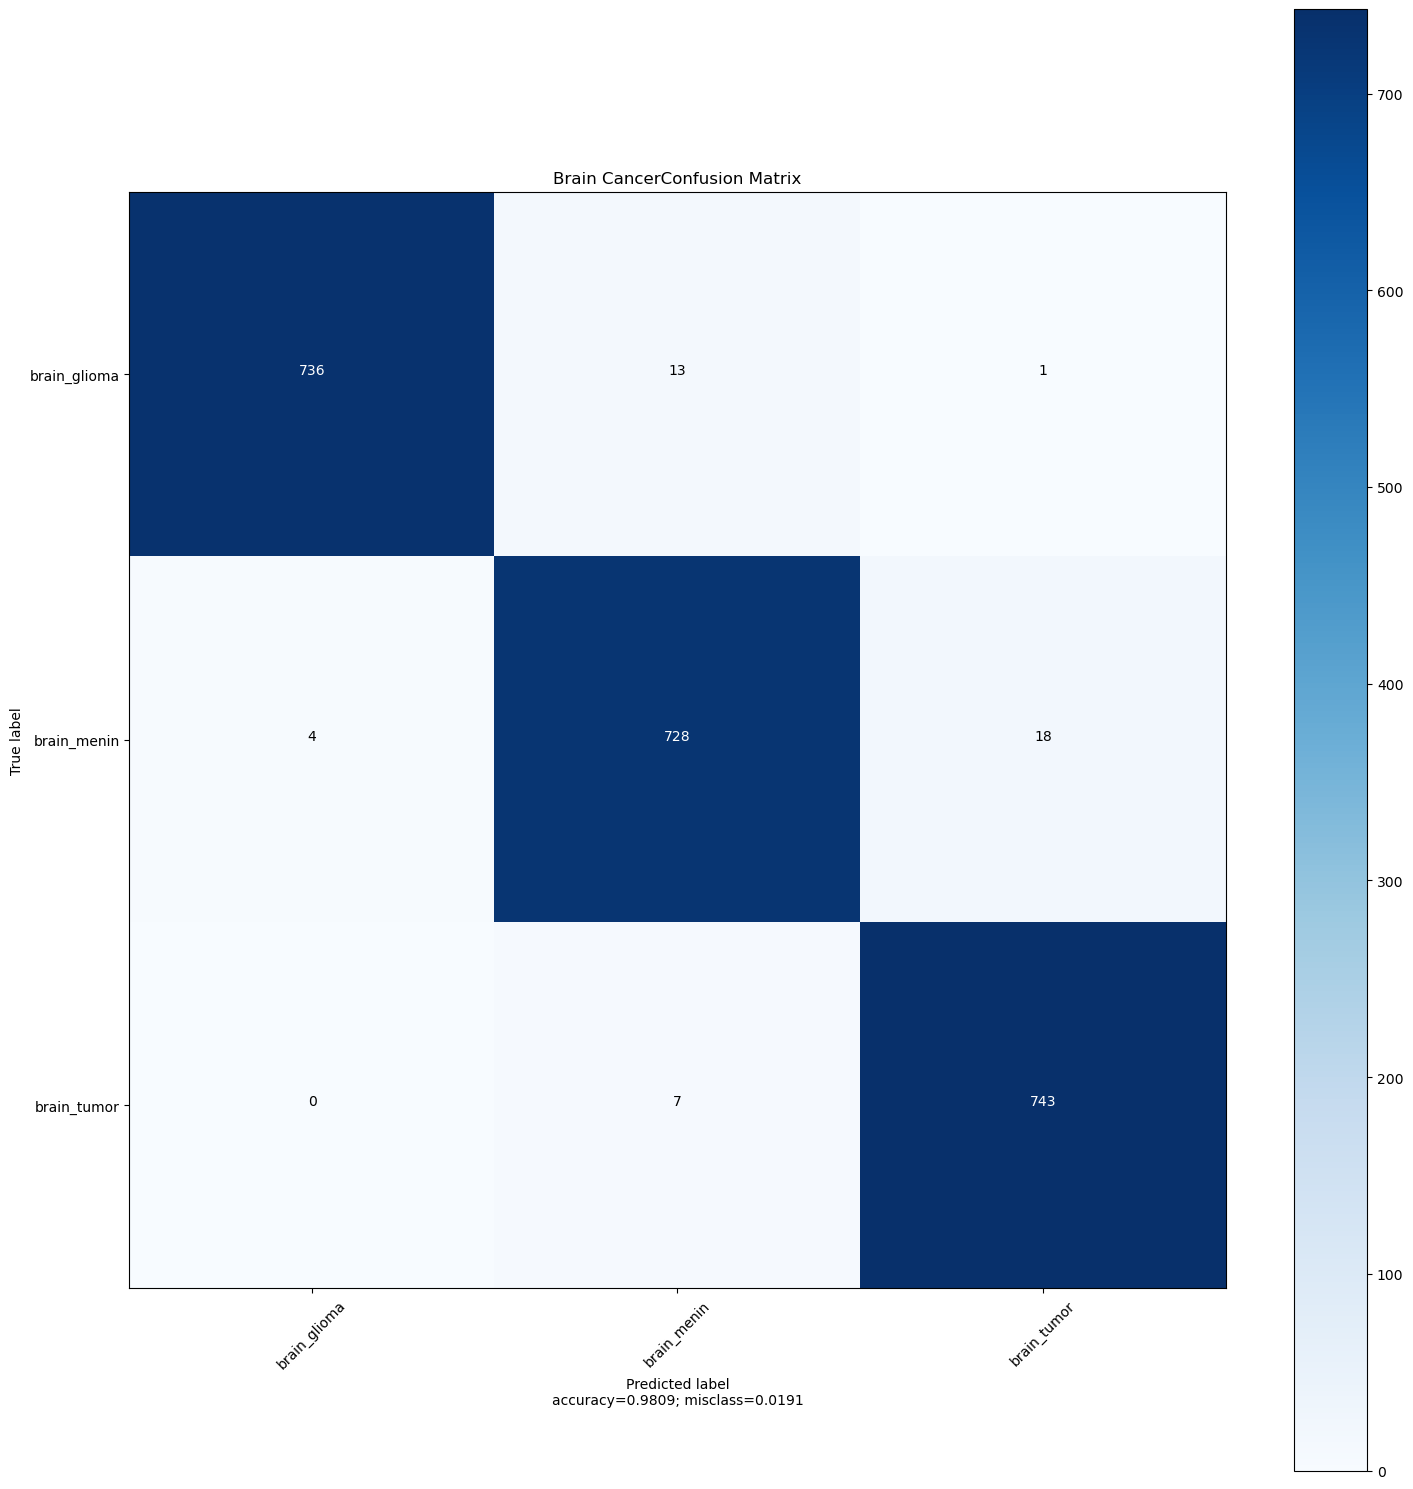 Brain CancerConfusion Matrix
True label
brain_glioma
736
13
1
brain_menin
4
728
18
brain_tumor
0
7
743
brain_glioma
brain_menin
brain_tumor
Predicted label
accuracy=0.9809; misclass=0.0191
700
600
500
400
300
200
100
0